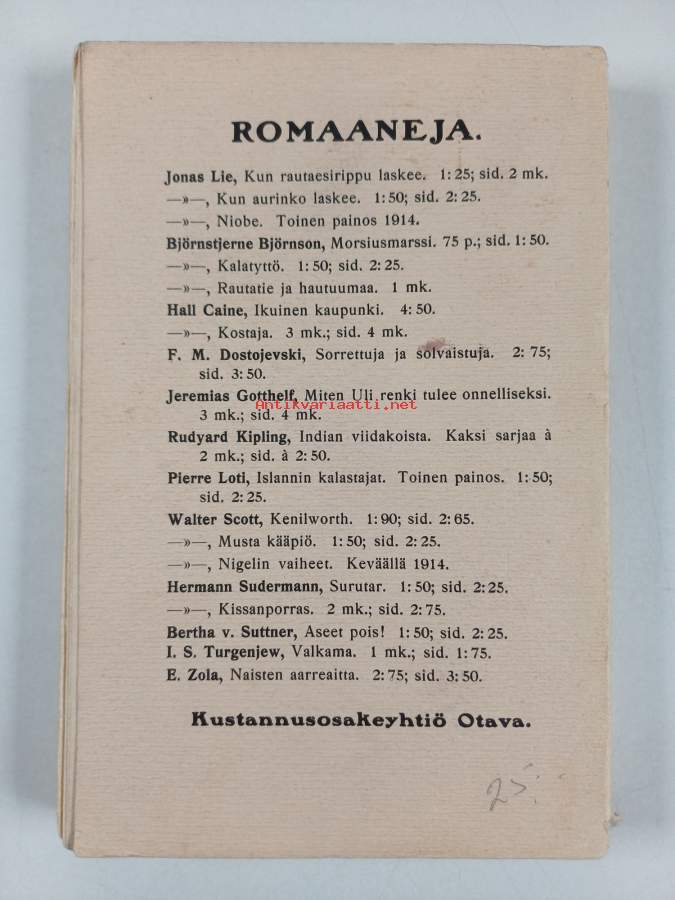 ROMAANEJA.
Jonas Lie, Kun rautaesirippu laskee. 1:25; sid. 2 mk.
—»—, Kun aurinko laskee. 1:50; sid. 2:25.
—»—, Niobe. Toinen painos 1914.
Björnstjerne Björnson, Morsiusmarssi. 75 p.; sid. 1:50.
—»—, Kalatyttö. 1:50; sid. 2:25.
—»—, Rautatie ja hautuumaa. 1 mk.
Hall Caine, Ikuinen kaupunki. 4:50.
—»—, Kostaja. 3 mk.; sid. 4 mk.
F. M. Dostojevski, Sorrettuja ja solvaistuja. 2:75;
sid. 3:50.
Jeremias Gotthelf, Miten Uli renki tulee onnelliseksi.
Antikvariaatti.net
3 mk.; sid. 4 mk.
Rudyard Kipling, Indian viidakoista. Kaksi sarjaa à
2 mk.; sid. à 2:50.
Pierre Loti, Islannin kalastajat. Toinen painos. 1:50;
sid. 2:25.
Walter Scott, Kenilworth. 1:90; sid. 2:65.
—»—, Musta kääpiö. 1:50; sid. 2:25.
—»—, Nigelin vaiheet. Keväällä 1914.
Hermann Sudermann, Surutar. 1:50; sid. 2:25.
—»—, Kissanporras. 2 mk.; sid. 2:75.
Bertha v. Suttner, Aseet pois! 1:50; sid. 2:25.
I. S. Turgenjew, Valkama. 1 mk.; sid. 1:75.
E. Zola, Naisten aarreaitta. 2:75; sid. 3:50.
Kustannusosakeyhtiö Otava.
25: